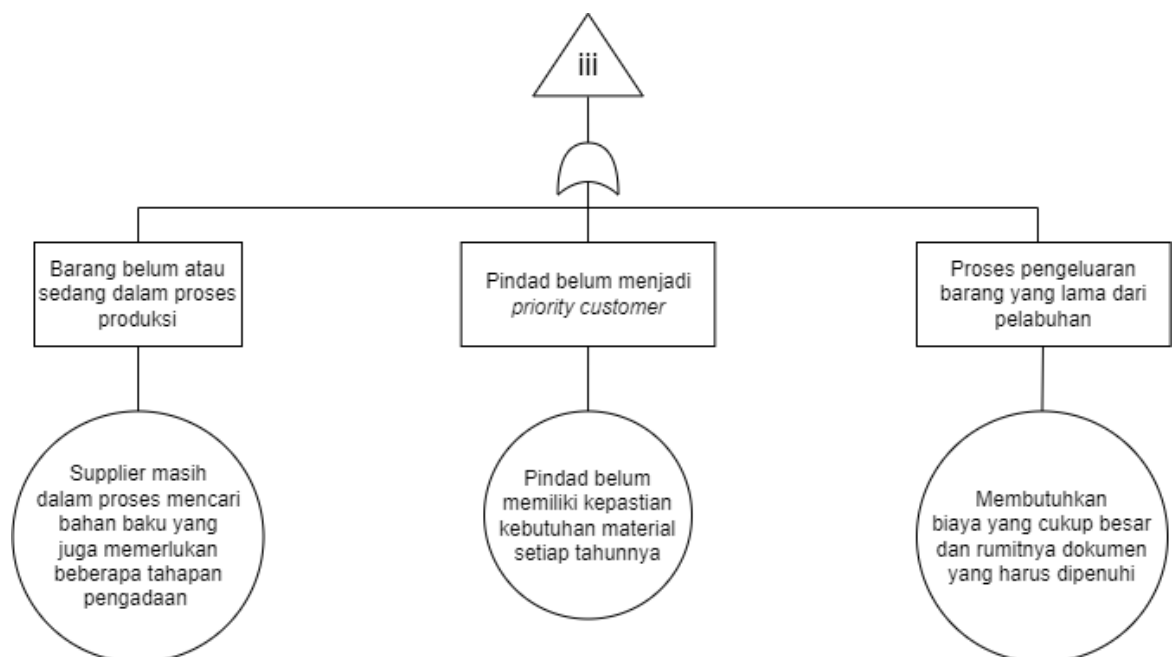 iii
Barang belum atau
sedang dalam proses
produksi
Pindad belum menjadi
priority customer
Proses pengeluaran
barang yang lama dari
pelabuhan
Supplier masih
dalam proses mencari
bahan baku yang
juga memerlukan
beberapa tahapan
pengadaan
Pindad belum
memiliki kepastian
kebutuhan material
setiap tahunnya
Membutuhkan
biaya yang cukup besar
dan rumitnya dokumen
yang harus dipenuhi